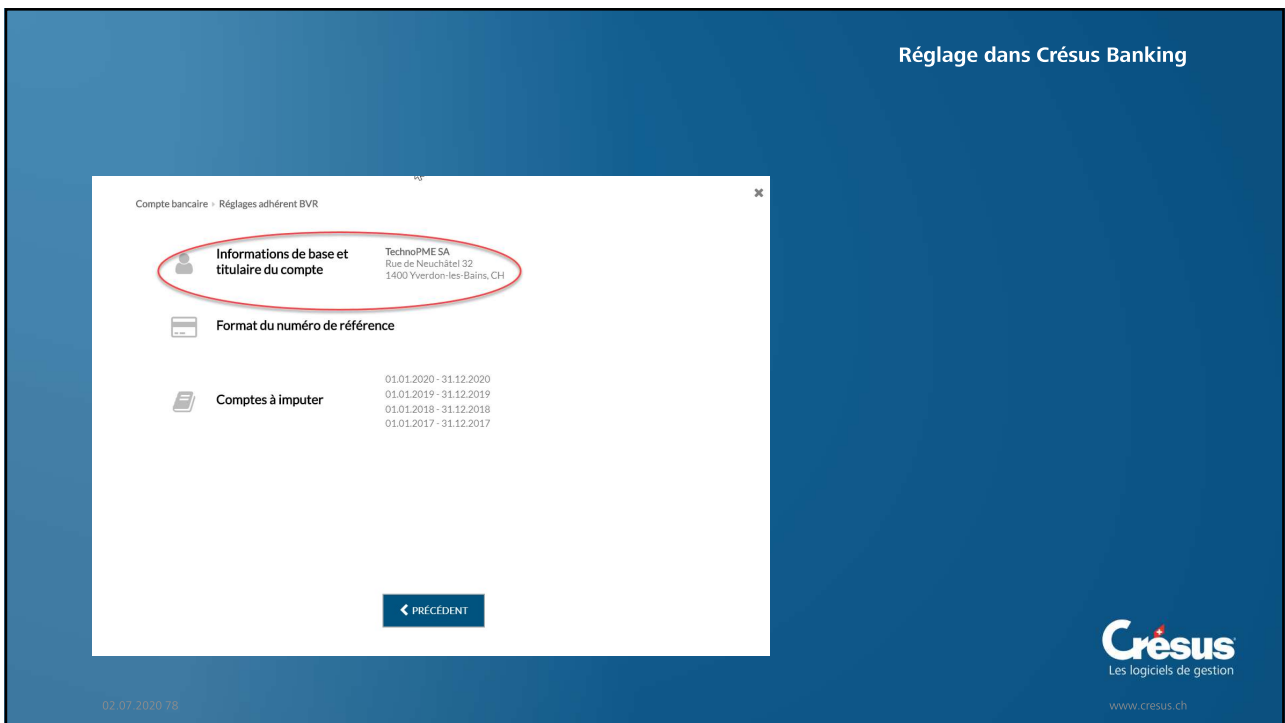 Réglage dans Crésus Banking
Compte bancaire › Réglages adhérent BVR
Informations de base et
titulaire du compte
TechnoPME SA
Rue de Neuchâtel 32
1400 Yverdon-les-Bains, CH
Format du numéro de référence
Comptes à imputer
01.01.2020 - 31.12.2020
01.01.2019 - 31.12.2019
01.01.2018 - 31.12.2018
01.01.2017 - 31.12.2017
PRÉCÉDENT
Crésus
Les logiciels de gestion
02.07.2020 78
www.cresus.ch